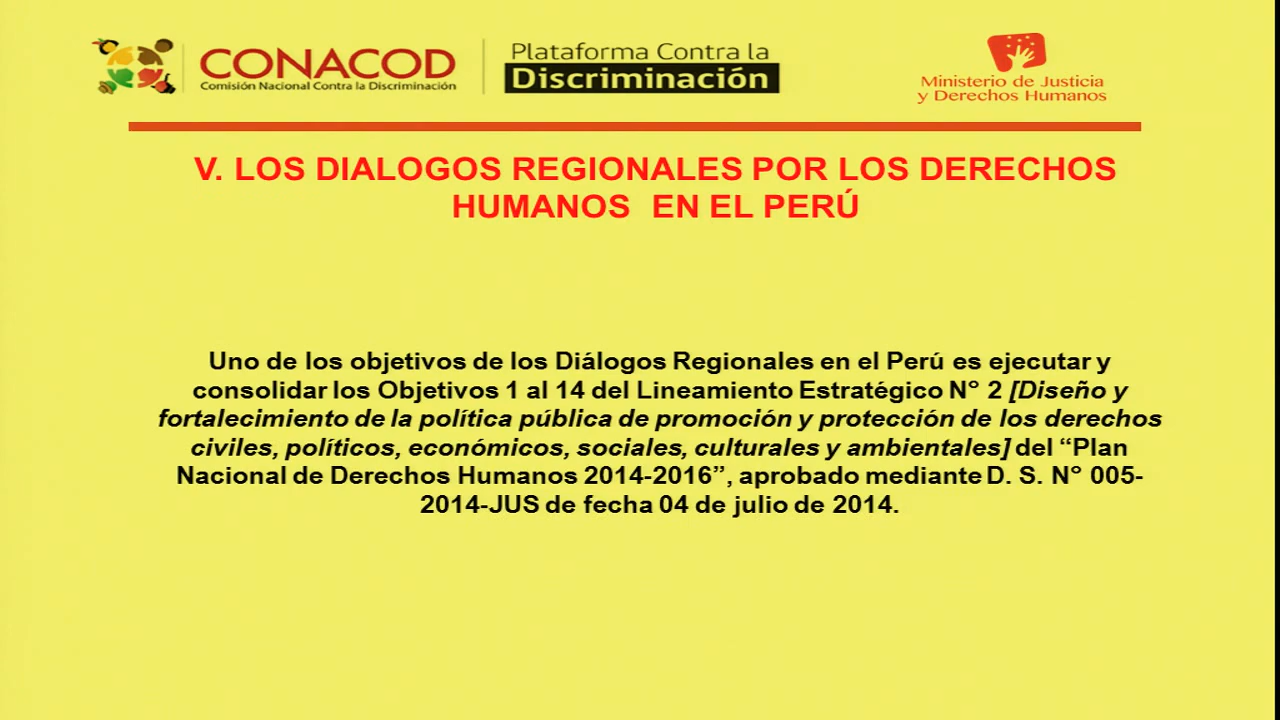 CONACOD
Comisión Nacional Contra la Discriminación
Plataforma Contra la
Discriminación
Ministerio de Justicia
y Derechos Humanos
V. LOS DIALOGOS REGIONALES POR LOS DERECHOS
HUMANOS EN EL PERÚ
Uno de los objetivos de los Diálogos Regionales en el Perú es ejecutar y
consolidar los Objetivos 1 al 14 del Lineamiento Estratégico N° 2 [Diseño y
fortalecimiento de la política pública de promoción y protección de los derechos
civiles, políticos, económicos, sociales, culturales y ambientales] del “Plan
Nacional de Derechos Humanos 2014-2016”, aprobado mediante D. S. N° 005-
2014-JUS de fecha 04 de julio de 2014.